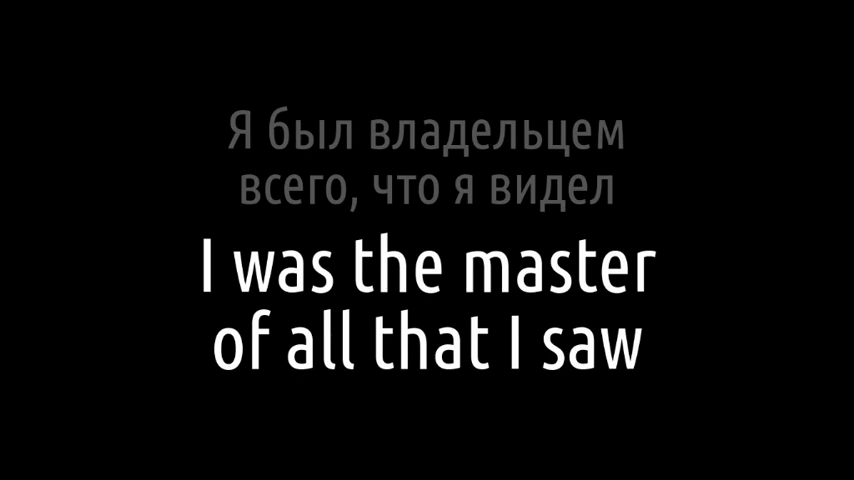 Я был владельцем
всего, что я видел
I was the master
of all that I saw